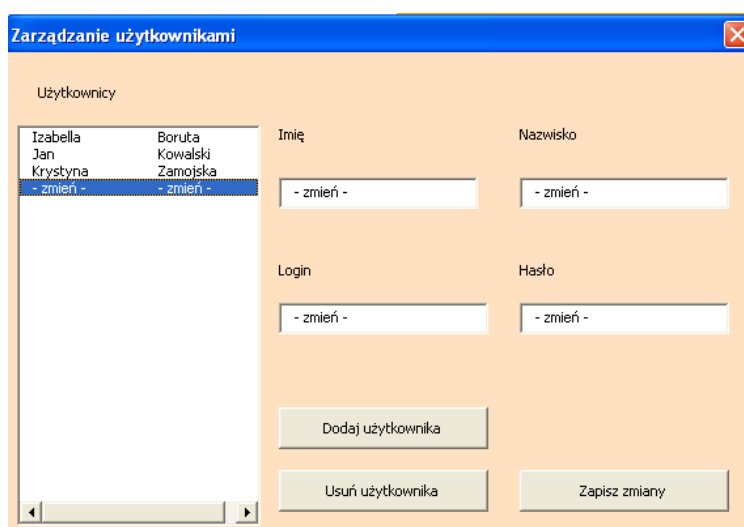 Zarządzanie użytkownikami
Użytkownicy
Izabella Boruta
Jan Kowalski
Krystyna Zamojska
- zmień - - zmień -
Imię Nazwisko
- zmień - - zmień -
Login Hasło
- zmień - - zmień -
Dodaj użytkownika
Usuń użytkownika Zapisz zmiany